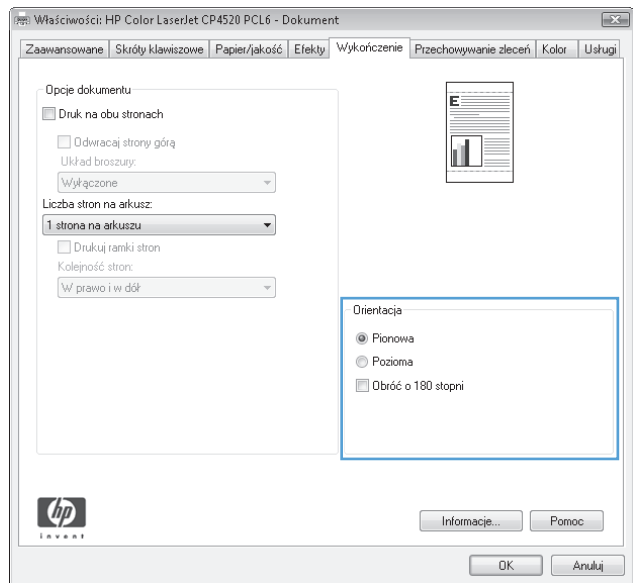 Właściwości: HP Color LaserJet CP4520 PCL6 - Dokument
Zaawansowane Skróty klawiszowe Papier/jakość Efekty Wykończenie Przechowywanie zleceń Kolor Usługi
Opcje dokumentu
Druk na obu stronach
Odwracaj strony górą
Układ broszury:
Wyłączone
Liczba stron na arkusz:
1 strona na arkuszu
Drukuj ramki stron
Kolejność stron:
W prawo i w dół
E
Orientacja
Pionowa
Pozioma
Obróć o 180 stopni
hp
invent
Informacje... Pomoc
OK Anuluj